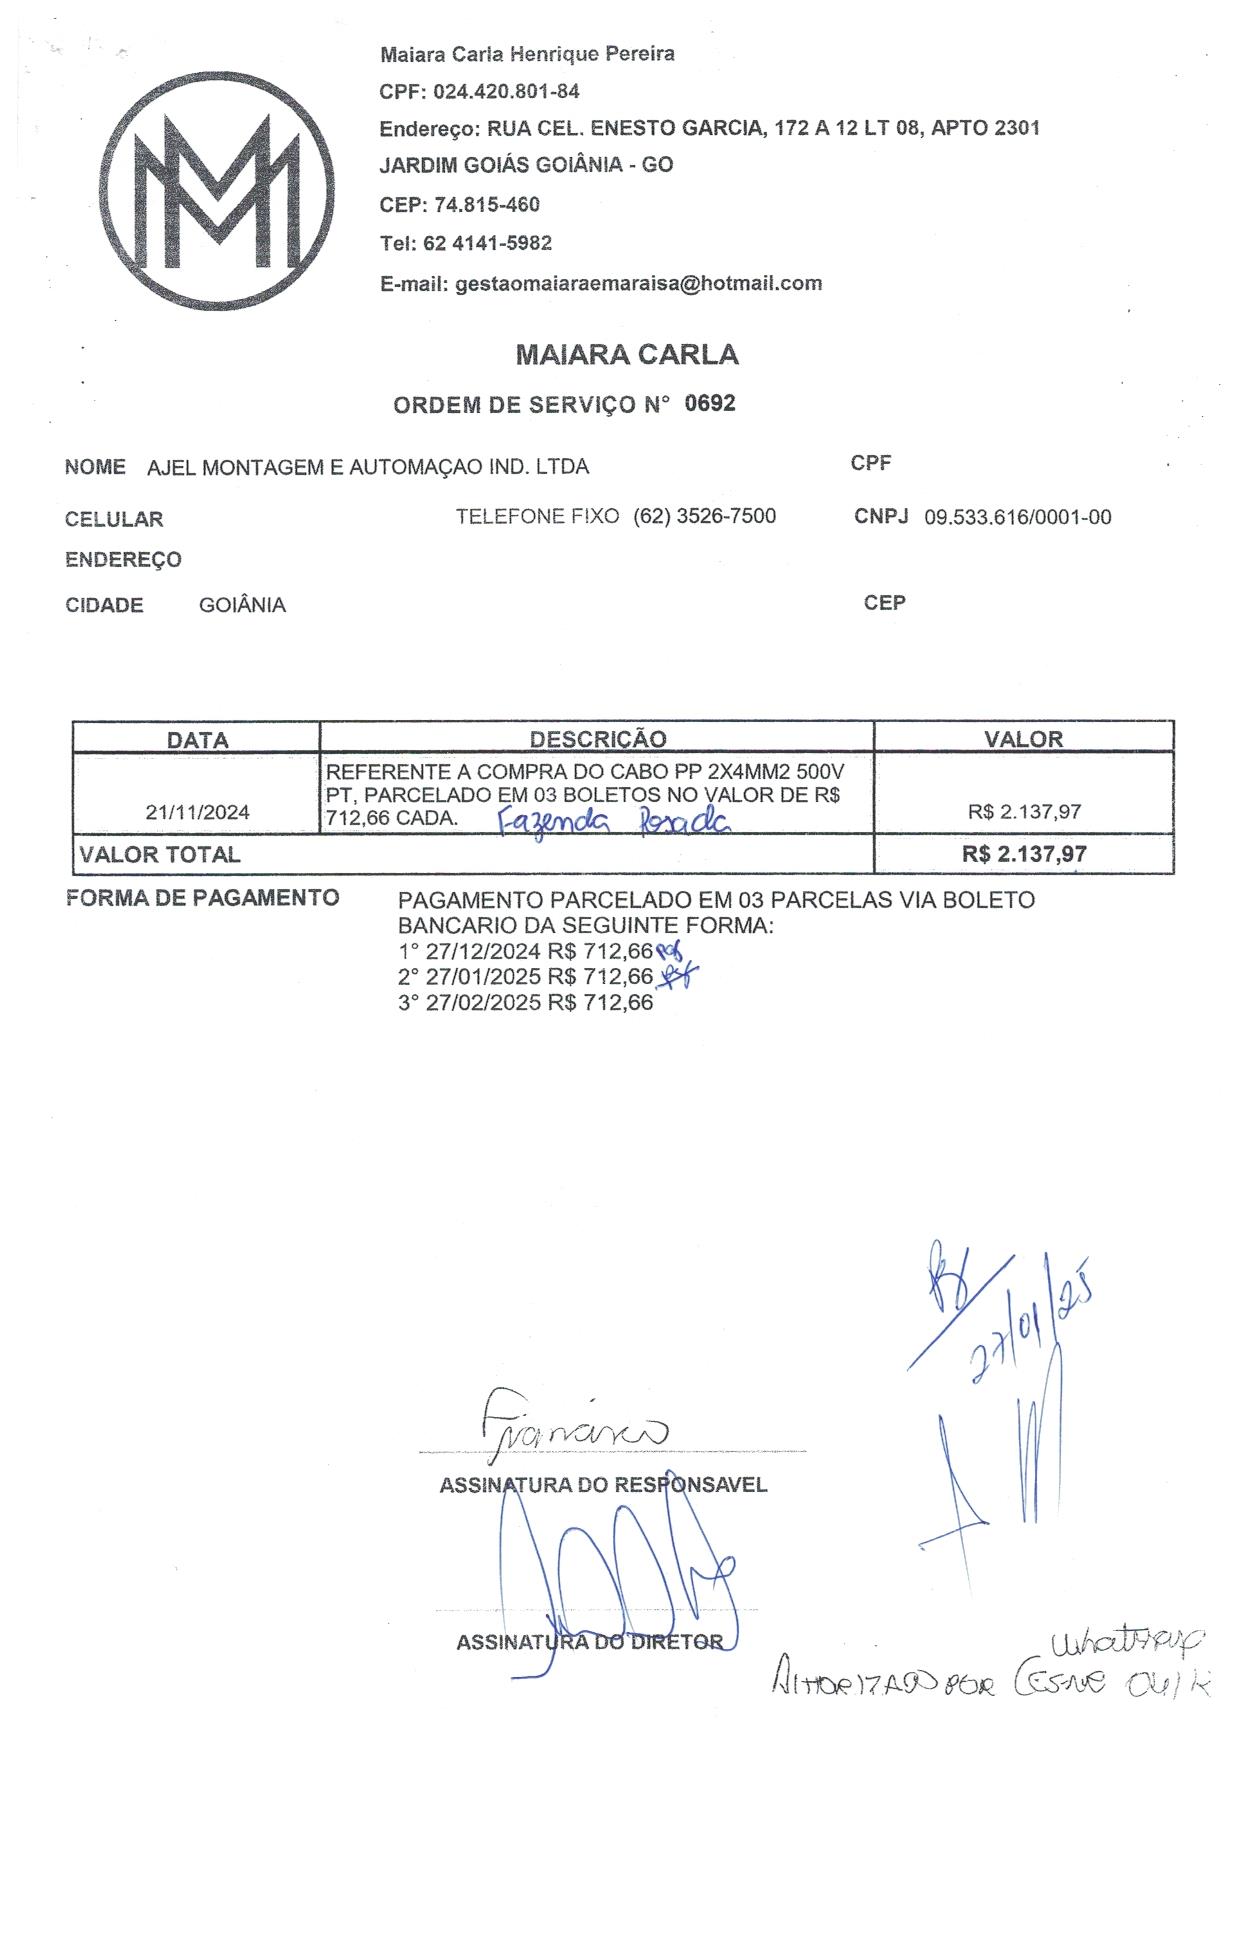 Maiara Carla Henrique Pereira
CPF: 024.420.801-84
Endereço: RUA CEL. ENESTO GARCIA, 172 A 12 LT 08, APTO 2301
JARDIM GOIÁS GOIÂNIA - GO
CEP: 74.815-460
Tel: 62 4141-5982
E-mail: gestaomaiaraemaraisa@hotmail.com
MAIARA CARLA
ORDEM DE SERVIÇO N° 0692
NOME AJEL MONTAGEM E AUTOMAÇAO IND. LTDA CPF
CELULAR TELEFONE FIXO (62) 3526-7500 CNPJ 09.533.616/0001-00
ENDEREÇO
CIDADE GOIÂNIA CEP
DATA DESCRIÇÃO VALOR
REFERENTE A COMPRA DO CABO PP 2X4MM2 500V
PT, PARCELADO EM 03 BOLETOS NO VALOR DE R$
21/11/2024 712,66 CADA. Fazenda R$ 2.137,97
VALOR TOTAL R$ 2.137,97
FORMA DE PAGAMENTO PAGAMENTO PARCELADO EM 03 PARCELAS VIA BOLETO
BANCARIO DA SEGUINTE FORMA:
1° 27/12/2024 R$ 712,66
2° 27/01/2025 R$ 712,66
3° 27/02/2025 R$ 712,66
27/01/25
Francisco
ASSINATURA DO RESPONSAVEL
ASSINATURA DO DIRETOR
whatsapp
AUTORIZADO POR